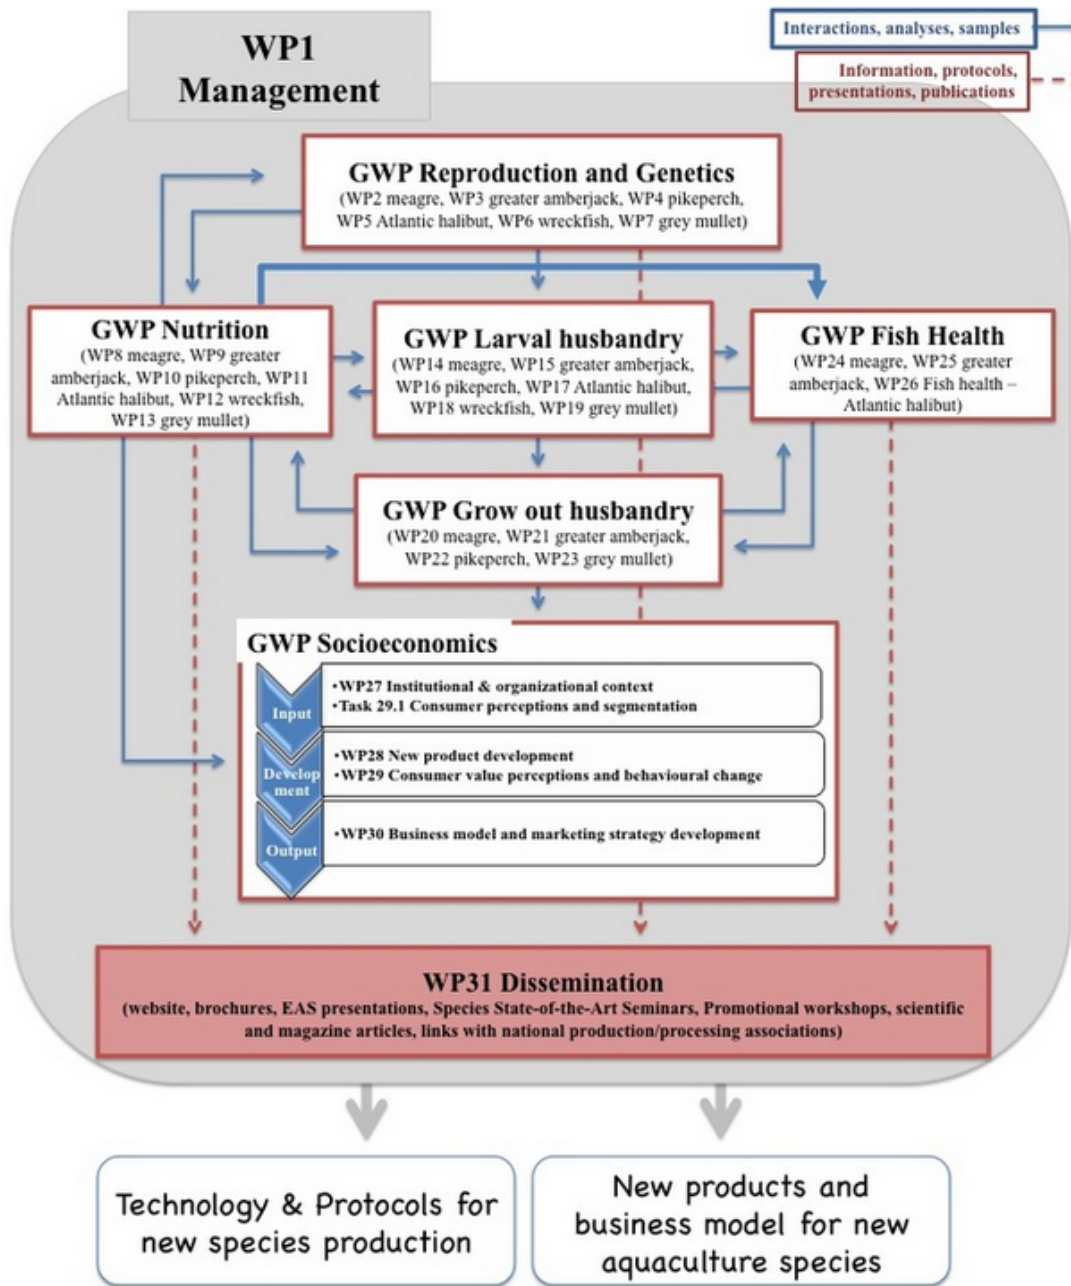 WP1
Management
Interactions, analyses, samples
Information, protocols,
presentations, publications
GWP Reproduction and Genetics
(WP2 meagre, WP3 greater amberjack, WP4 pikeperch,
WP5 Atlantic halibut, WP6 wreckfish, WP7 grey mullet)
GWP Nutrition
(WP8 meagre, WP9 greater
amberjack, WP10 pikeperch, WP11
Atlantic halibut, WP12 wreckfish,
WP13 grey mullet)
GWP Larval husbandry
(WP14 meagre, WP15 greater amberjack,
WP16 pikeperch, WP17 Atlantic halibut,
WP18 wreckfish, WP19 grey mullet)
GWP Fish Health
(WP24 meagre, WP25 greater
amberjack, WP26 Fish health –
Atlantic halibut)
GWP Grow out husbandry
(WP20 meagre, WP21 greater amberjack,
WP22 pikeperch, WP23 grey mullet)
GWP Socioeconomics
Input
•WP27 Institutional & organizational context
•Task 29.1 Consumer perceptions and segmentation
Develop
ment
•WP28 New product development
•WP29 Consumer value perceptions and behavioural change
Output
•WP30 Business model and marketing strategy development
WP31 Dissemination
(website, brochures, EAS presentations, Species State-of-the-Art Seminars, Promotional workshops, scientific
and magazine articles, links with national production/processing associations)
Technology & Protocols for
new species production
New products and
business model for new
aquaculture species